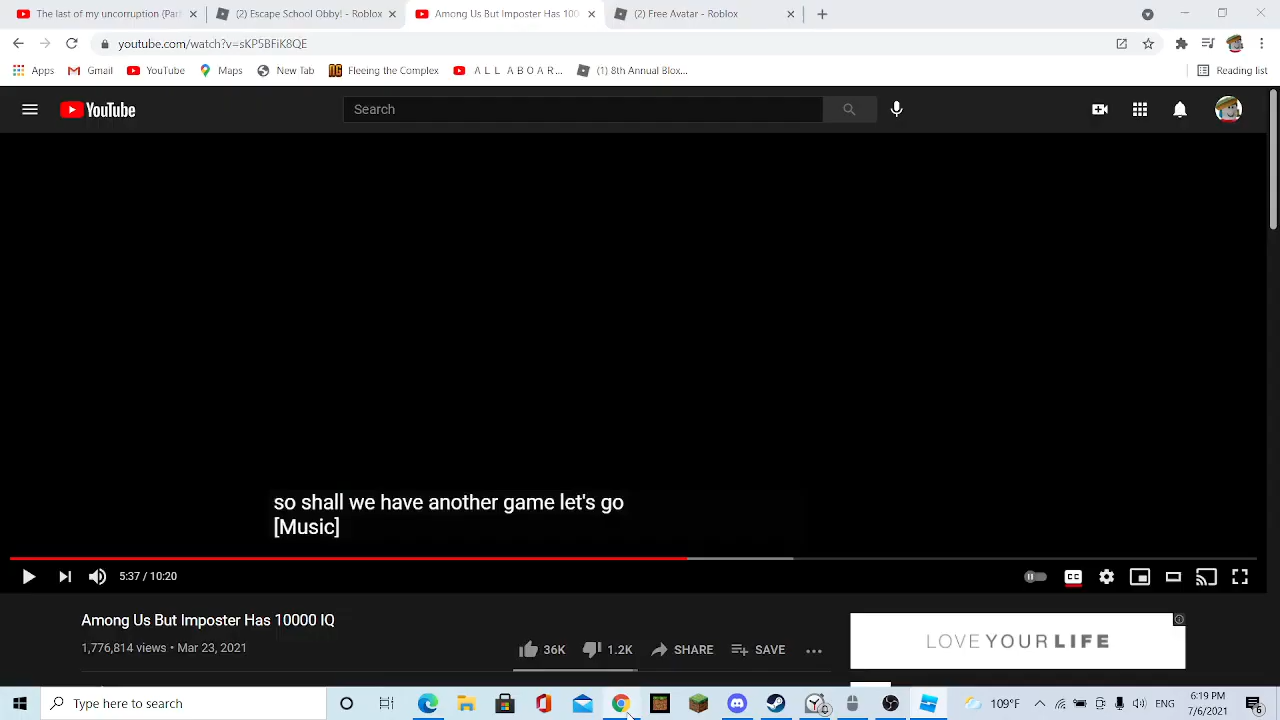 The last of my uncorruption [Part
Escape School Obby! - Roblox
Among Us But Imposter Has 100
(2) Free Avatar - Roblox
youtube.com/watch?v=sKP5BFiK8QE
Apps
Gmail
YouTube
Maps
New Tab
Fleeing the Complex
A L L A B O A R...
(1) 8th Annual Blox...
Reading list
YouTube
Search
so shall we have another game let's go
[Music]
5:37 / 10:20
CC
Among Us But Imposter Has 10000 IQ
1,776,814 views • Mar 23, 2021
36K
1.2K
SHARE
SAVE
LOVE YOUR LIFE
Type here to search
109°F
ENG
6:19 PM
7/6/2021
6